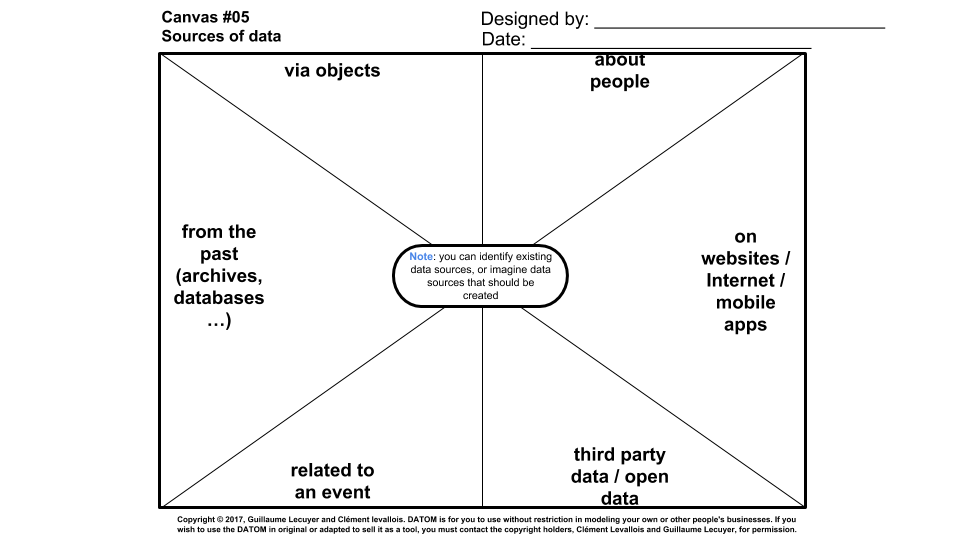 Canvas #05
Sources of data
Designed by: ______________________________
Date: _____________________________
via objects
about
people
from the
past
(archives,
databases
…)
Note: you can identify existing
data sources, or imagine data
sources that should be
created
on
websites /
Internet /
mobile
apps
related to
an event
third party
data / open
data
Copyright © 2017, Guillaume Lecuyer and Clément levallois. DATOM is for you to use without restriction in modeling your own or other people's businesses. If you
wish to use the DATOM in original or adapted to sell it as a tool, you must contact the copyright holders, Clément Levallois and Guillaume Lecuyer, for permission.